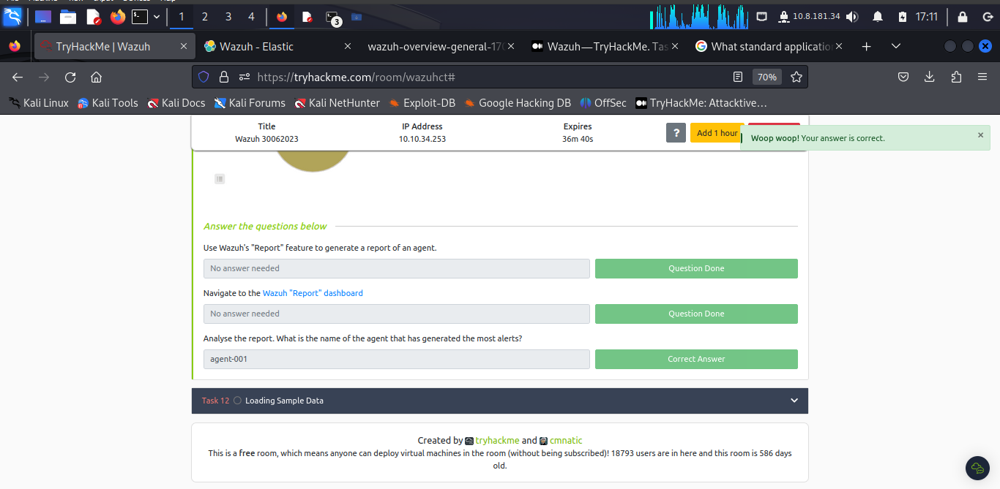 1 2 3 4
3
10.8.181.34
17:11
TryHackMe | Wazuh
Wazuh - Elastic
wazuh-overview-general-170
Wazuh — TryHackMe. Tas
What standard applicatio
https://tryhackme.com/room/wazuhct#
70%
Kali Linux
Kali Tools
Kali Docs
Kali Forums
Kali NetHunter
Exploit-DB
Google Hacking DB
OffSec
TryHackMe: Attacktive…
Title
IP Address
Expires
Wazuh 30062023
10.10.34.253
36m 40s
?
Add 1 hour
Woop woop! Your answer is correct.
Answer the questions below
Use Wazuh's "Report" feature to generate a report of an agent.
No answer needed
Question Done
Navigate to the Wazuh "Report" dashboard
No answer needed
Question Done
Analyse the report. What is the name of the agent that has generated the most alerts?
agent-001
Correct Answer
Task 12 Loading Sample Data
Created by tryhackme and cmnatic
This is a free room, which means anyone can deploy virtual machines in the room (without being subscribed)! 18793 users are in here and this room is 586 days
old.